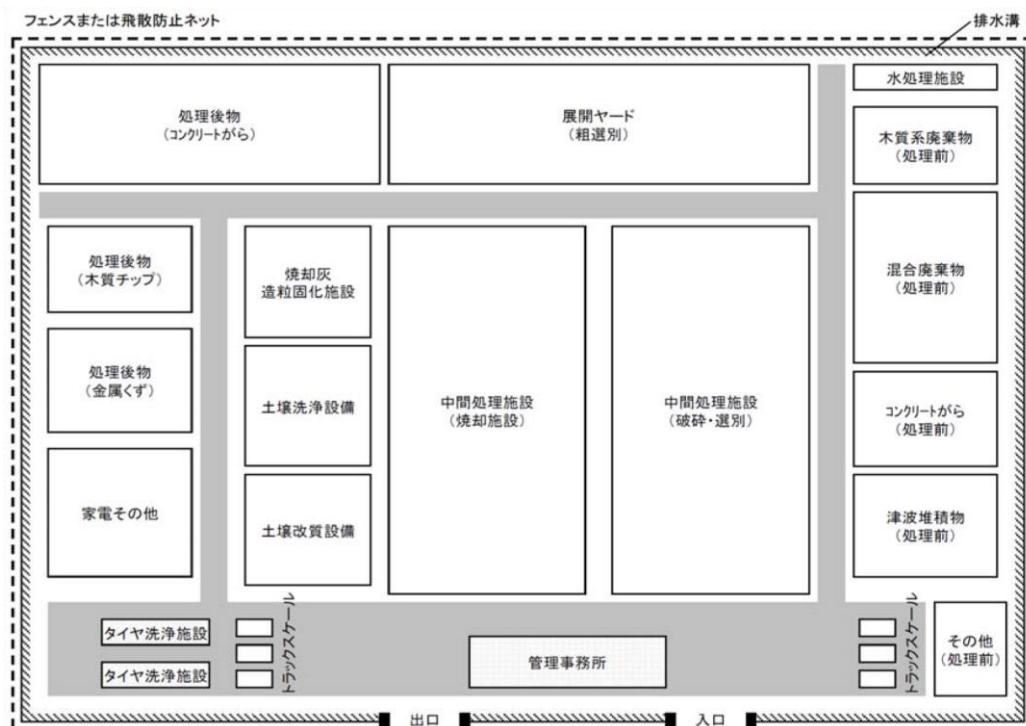 フェンスまたは飛散防止ネット
排水溝
処理後物
（コンクリートがら）
展開ヤード
（粗選別）
水処理施設
木質系廃棄物
（処理前）
処理後物
（木質チップ）
焼却灰
造粒固化施設
混合廃棄物
（処理前）
処理後物
（金属くず）
土壌洗浄設備
中間処理施設
（焼却施設）
中間処理施設
（破砕・選別）
コンクリートがら
（処理前）
家電その他
土壌改質設備
津波堆積物
（処理前）
タイヤ洗浄施設
タイヤ洗浄施設
トラックスケール
管理事務所
トラックスケール
その他
（処理前）
出口
入口